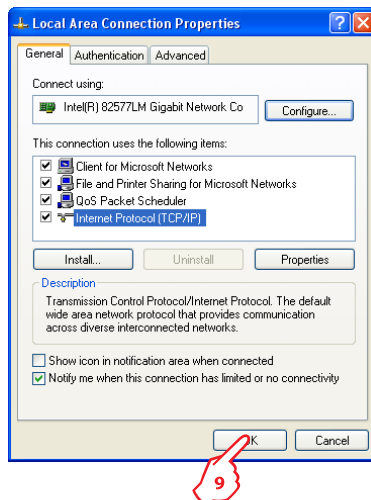 Local Area Connection Properties
General Authentication Advanced
Connect using:
Intel(R) 82577LM Gigabit Network Co
Configure...
This connection uses the following items:
Client for Microsoft Networks
File and Printer Sharing for Microsoft Networks
QoS Packet Scheduler
Internet Protocol (TCP/IP)
Install... Uninstall Properties
Description
Transmission Control Protocol/Internet Protocol. The default
wide area network protocol that provides communication
across diverse interconnected networks.
Show icon in notification area when connected
Notify me when this connection has limited or no connectivity
OK Cancel
9